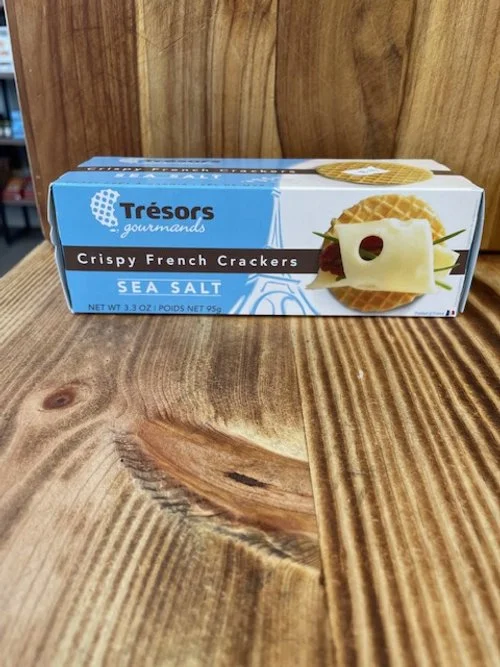 Trésors
Crispy French Crackers
SEA SALT
Trésors
gourmands
Crispy French Crackers
SEA SALT
NET WT 3.3 OZ | POIDS NET 95g